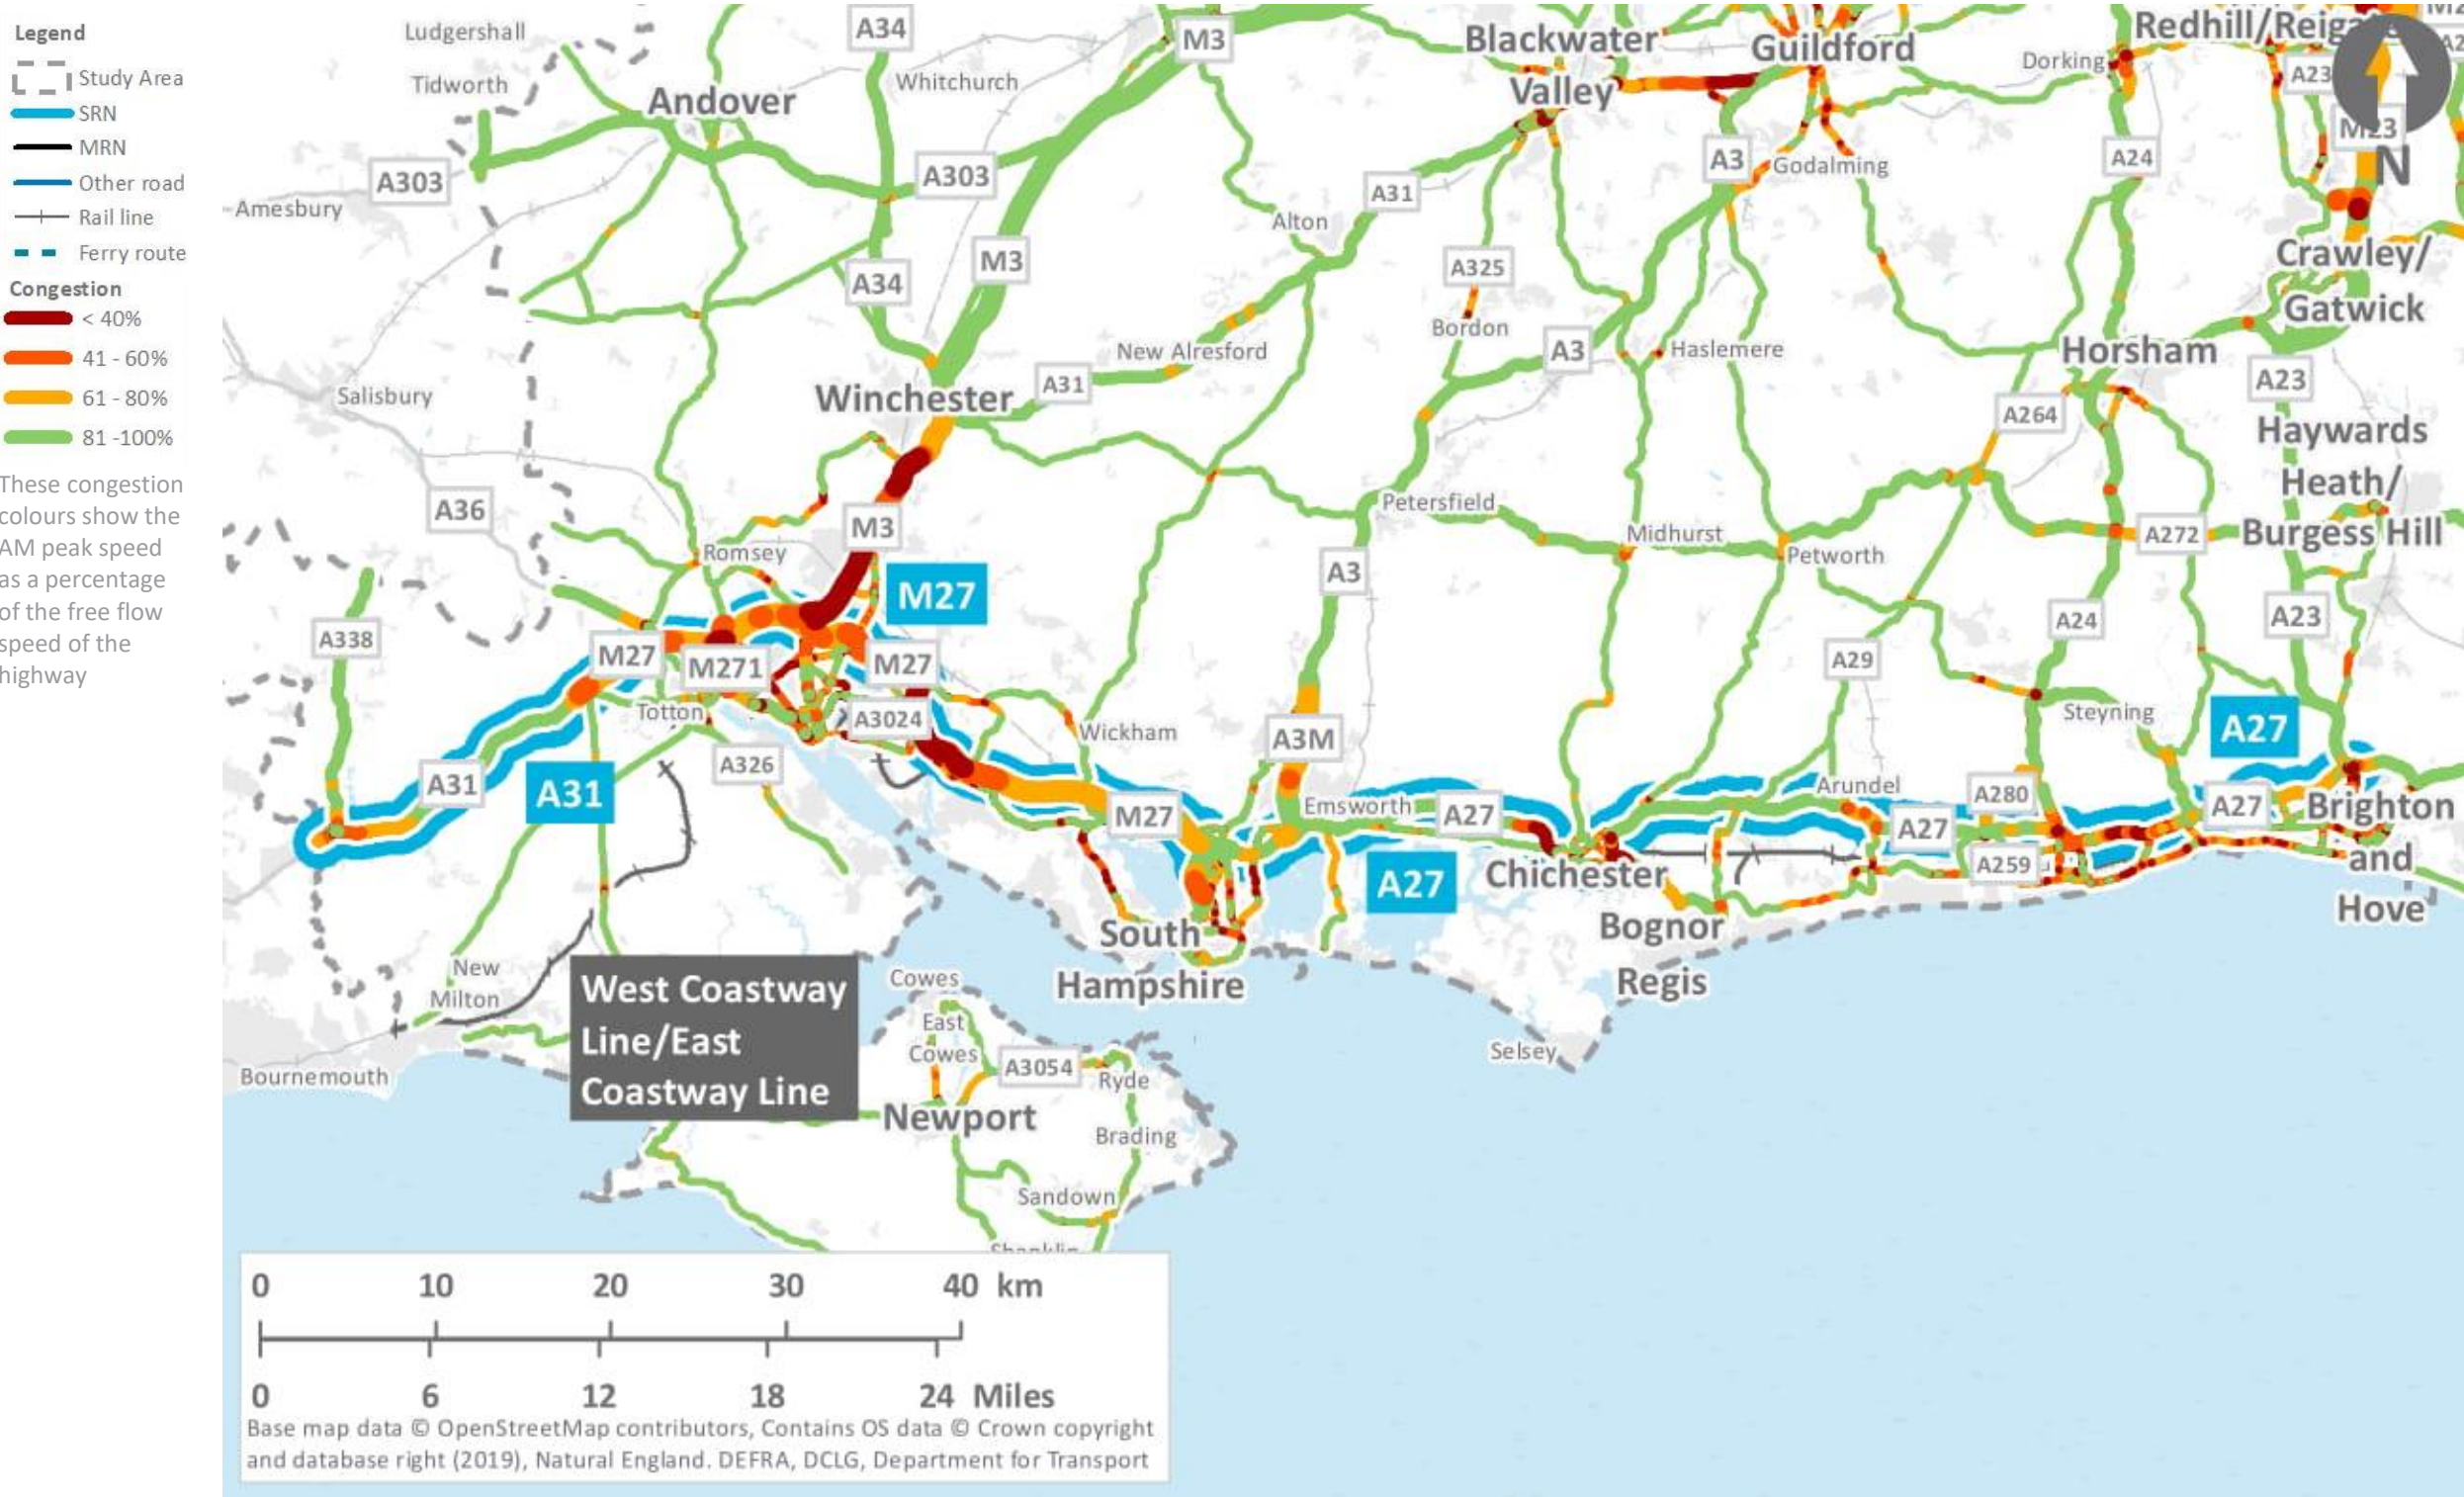 Legend
Study Area
SRN
MRN
Other road
Rail line
Ferry route
Congestion
< 40%
41 - 60%
61 - 80%
81 -100%
These congestion
colours show the
AM peak speed
as a percentage
of the free flow
speed of the
highway
Ludgershall
Tidworth
Andover
A34
Whitchurch
M3
Blackwater
Valley
Guildford
Dorking
Redhill/Reig
A23
M23
N
A303
A303
Amesbury
A3
Godalming
A24
A31
Alton
A34
M3
A325
Bordon
Crawley/
Gatwick
Salisbury
Winchester
A31
New Alresford
A3
Haslemere
Horsham
A23
A264
Haywards
Heath/
Burgess Hill
A36
M3
Romsey
Petersfield
Midhurst
Petworth
A272
A338
M27
M27
M271
M27
A3
A29
A24
A23
Totton
A3024
Wickham
A3M
Steyning
A27
A31
A31
A326
M27
Emsworth
A27
Arundel
A27
A280
A27
Brighton
and
Hove
A27
Chichester
A259
Bognor
Regis
South
Hampshire
New
Milton
West Coastway
Line/East
Coastway Line
Cowes
East
Cowes
A3054
Ryde
Selsey
Bournemouth
Newport
Brading
Sandown
Shanklin
0 10 20 30 40 km
0 6 12 18 24 Miles
Base map data © OpenStreetMap contributors, Contains OS data © Crown copyright
and database right (2019), Natural England. DEFRA, DCLG, Department for Transport